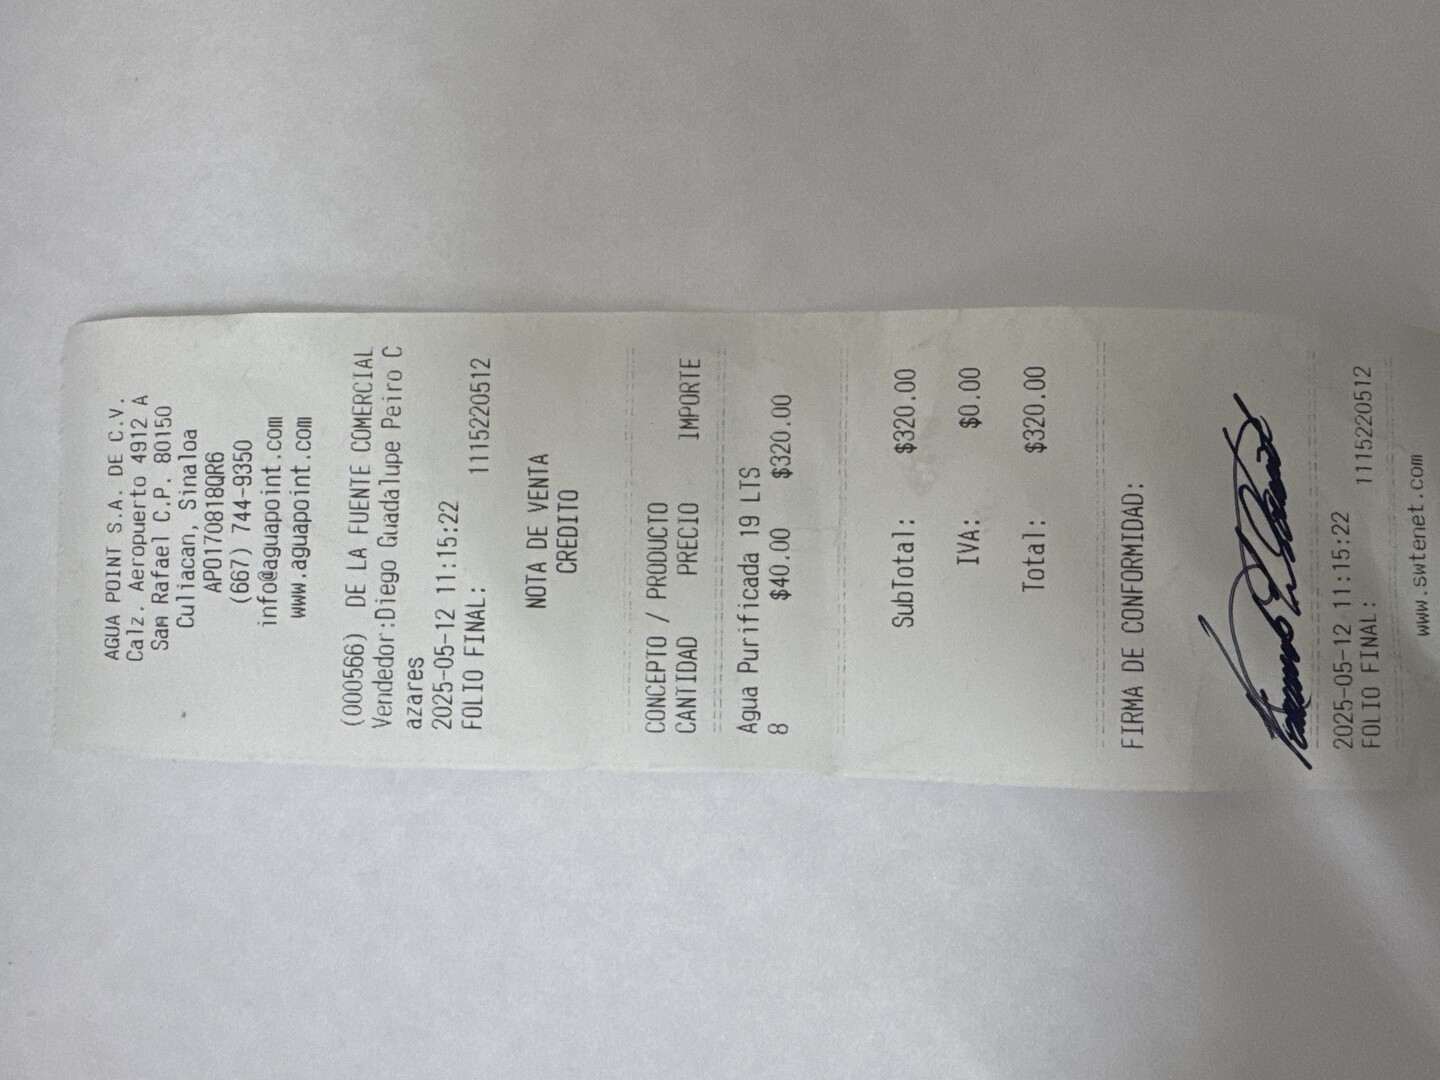 AGUA POINT S.A. DE C.V.
Calz. Aeropuerto 4912 A
San Rafael C.P. 80150
Culiacan, Sinaloa
APO170818QR6
(667) 744-9350
info@aguapoint.com
www.aguapoint.com
(000566) DE LA FUENTE COMERCIAL
Vendedor:Diego Guadalupe Peiro C
azares
2025-05-12 11:15:22
FOLIO FINAL: 1115220512
NOTA DE VENTA
CREDITO
CONCEPTO / PRODUCTO
CANTIDAD PRECIO IMPORTE
Agua Purificada 19 LTS
8 $40.00 $320.00
SubTotal: $320.00
IVA: $0.00
Total: $320.00
FIRMA DE CONFORMIDAD:
2025-05-12 11:15:22
FOLIO FINAL: 1115220512
www.swtenet.com